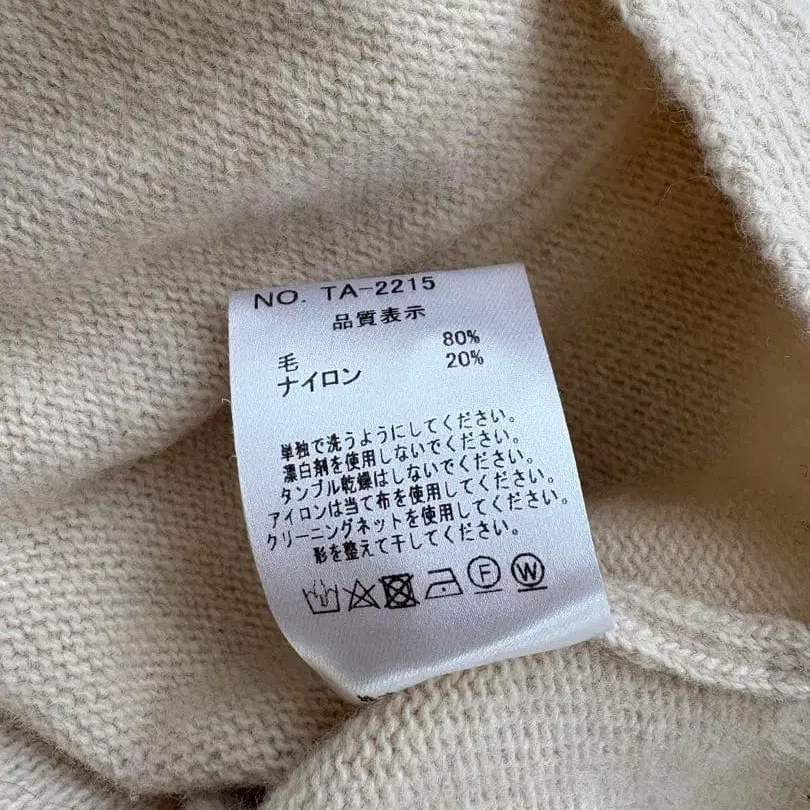 NO. TA-2215
品質表示
毛 80%
ナイロン 20%
単独で洗うようにしてください。
漂白剤を使用しないでください。
タンブル乾燥はしないでください。
アイロンは当て布を使用してください。
クリーニングネットを使用してください。
形を整えて干してください。
F W